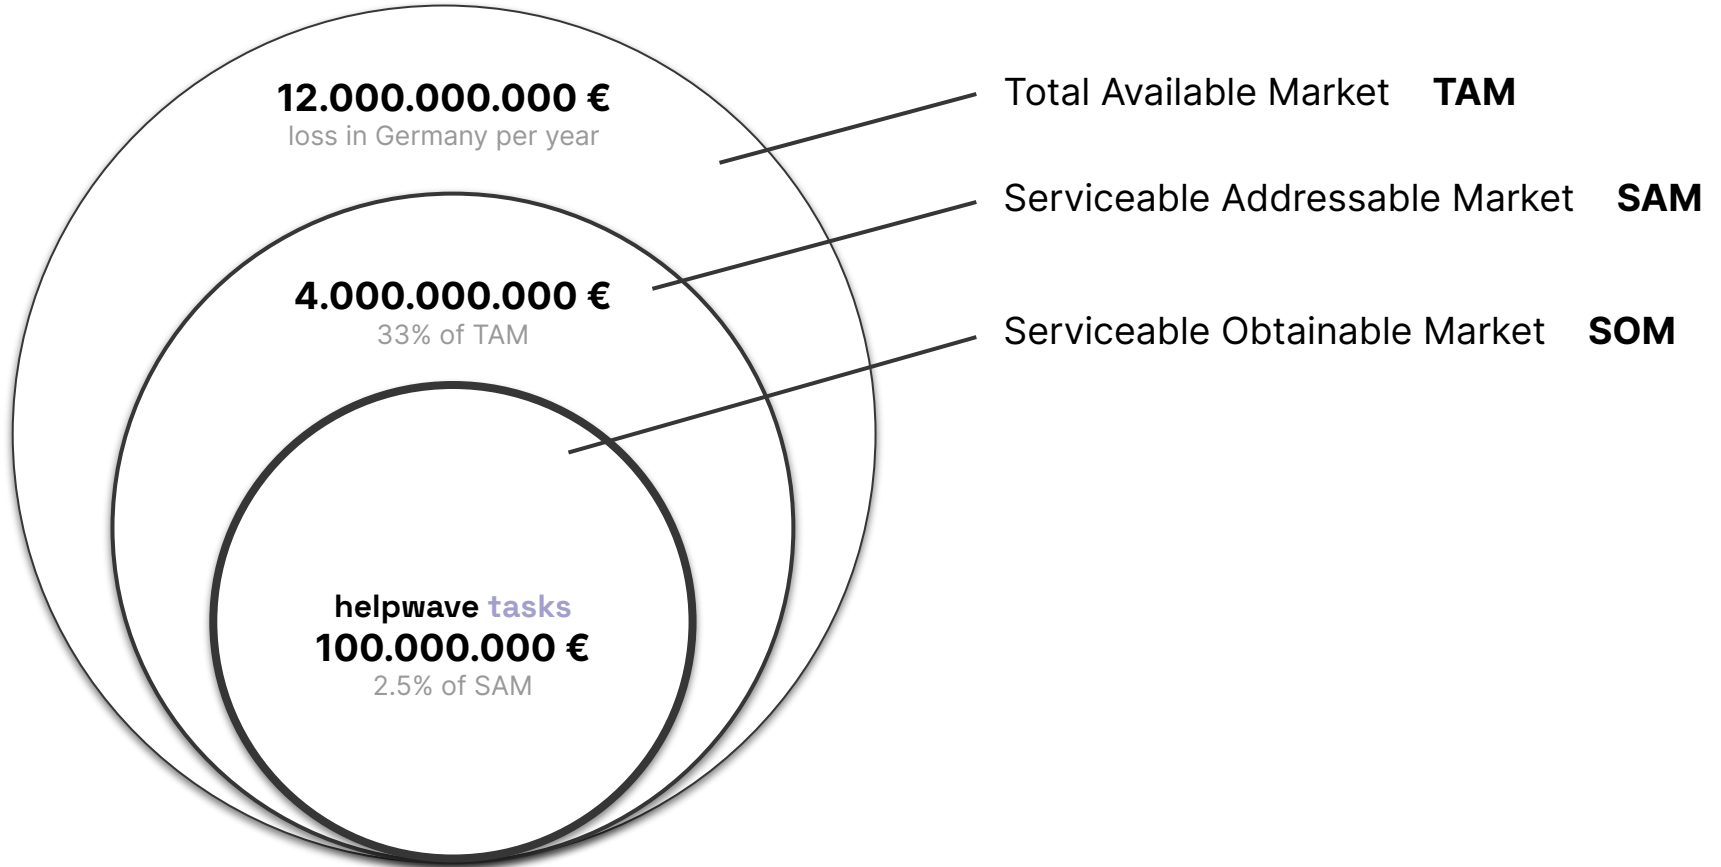 12.000.000.000 €
loss in Germany per year
Total Available Market TAM
Serviceable Addressable Market SAM
4.000.000.000 €
33% of TAM
Serviceable Obtainable Market SOM
helpwave tasks
100.000.000 €
2.5% of SAM